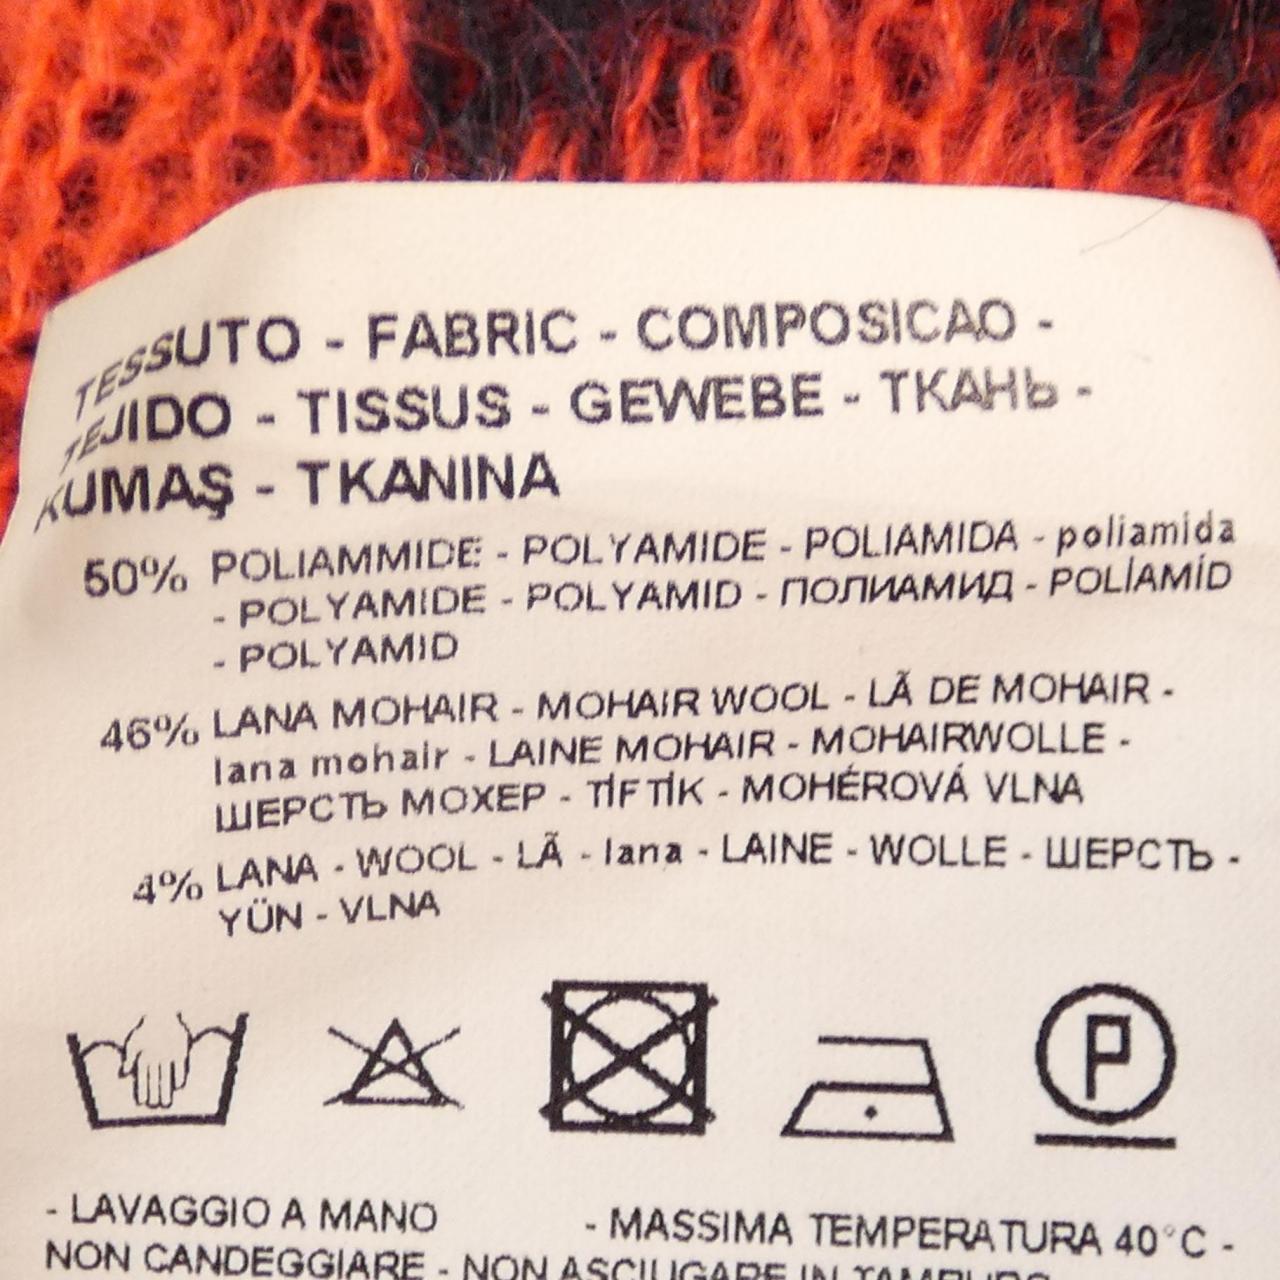 TESSUTO - FABRIC - COMPOSICAO -
TEJIDO - TISSUS - GEWEBE - ТКАНЬ -
KUMAŞ - TKANINA
50% POLIAMMIDE - POLYAMIDE - POLIAMIDA - poliamida
- POLYAMIDE - POLYAMID - ПОЛИАМИД - POLİAMİD
- POLYAMID
46% LANA MOHAIR - MOHAIR WOOL - LÃ DE MOHAIR -
lana mohair - LAINE MOHAIR - MOHAIRWOLLE -
ШЕРСТЬ МОХЕР - TİFTİK - MOHÉROVÁ VLNA
4% LANA - WOOL - LÃ - lana - LAINE - WOLLE - ШЕРСТЬ -
YÜN - VLNA
P
- LAVAGGIO A MANO - MASSIMA TEMPERATURA 40°C -
NON CANDEGGIARE - NON ASCIUGARE IN TAMBURO